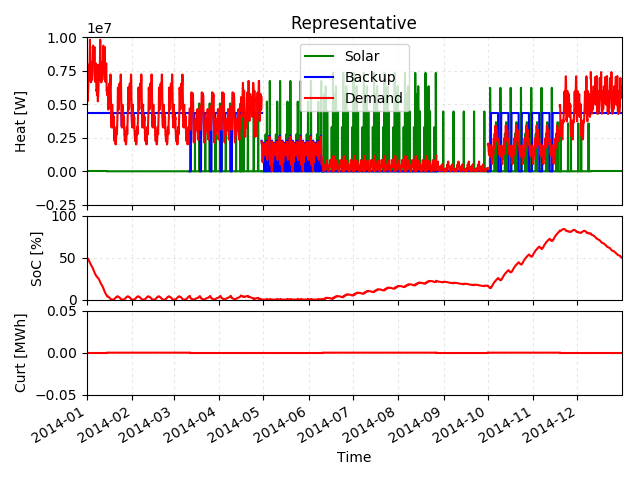 Representative
1e7
Heat [W]
1.00
0.75
0.50
0.25
0.00
−0.25
Solar
Backup
Demand
SoC [%]
100
50
0
Curt [MWh]
0.05
0.00
−0.05
2014-01
2014-02
2014-03
2014-04
2014-05
2014-06
2014-07
2014-08
2014-09
2014-10
2014-11
2014-12
Time